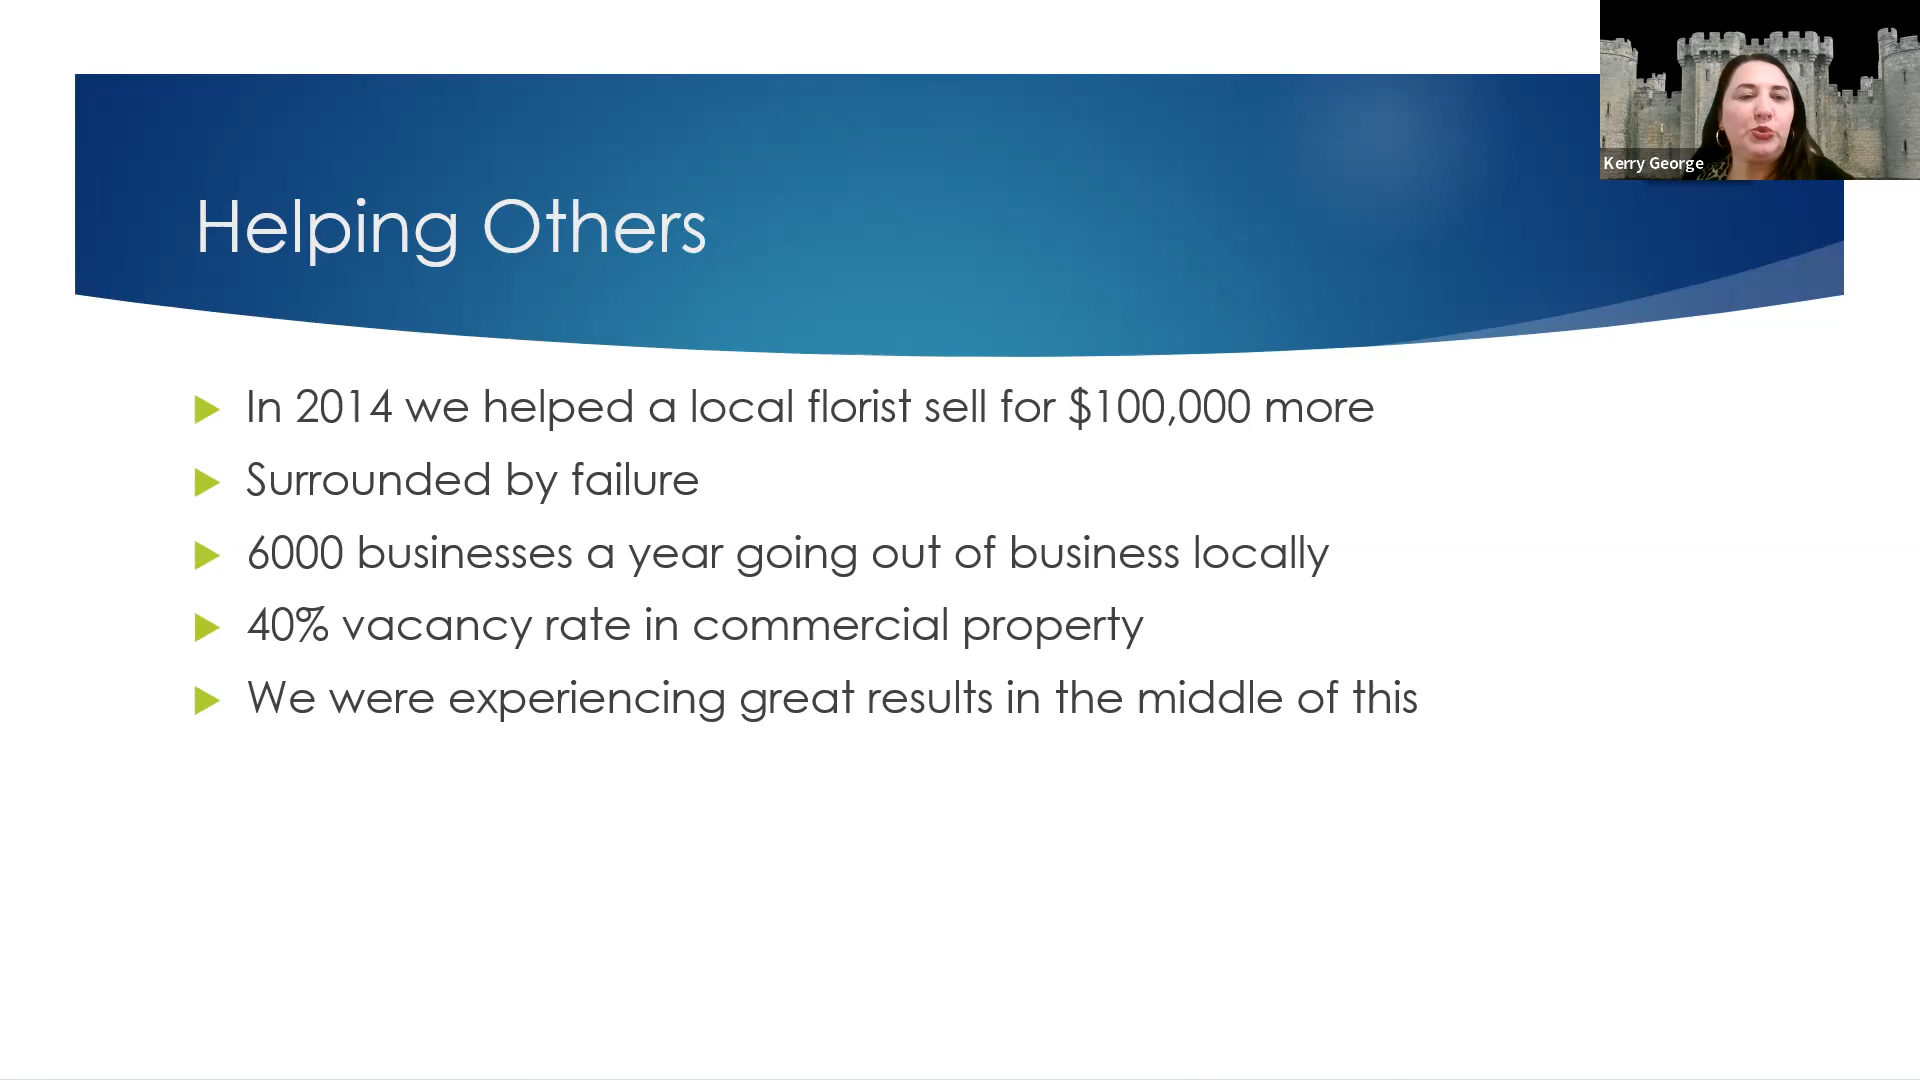 Kerry George
Helping Others
In 2014 we helped a local florist sell for $100,000 more
Surrounded by failure
6000 businesses a year going out of business locally
40% vacancy rate in commercial property
We were experiencing great results in the middle of this